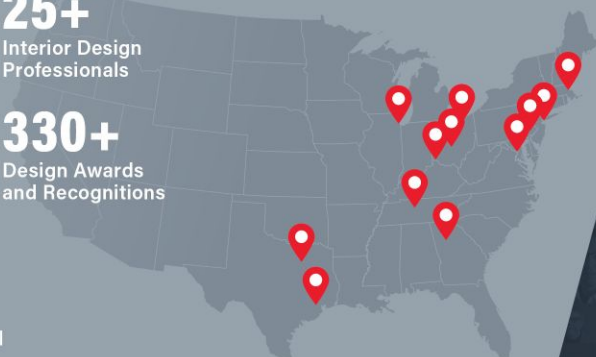 25+
Interior Design
Professionals
330+
Design Awards
and Recognitions